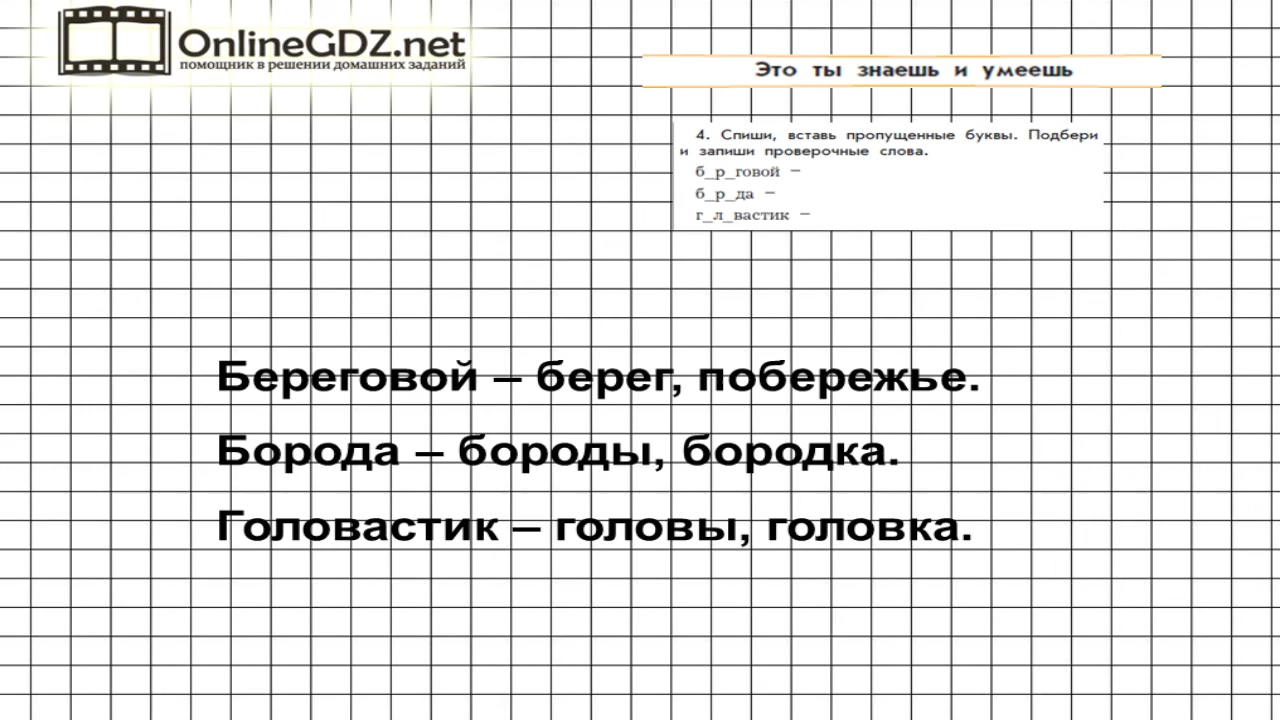 OnlineGDZ.net
помощник в решении домашних заданий
Это ты знаешь и умеешь
4. Спиши, вставь пропущенные буквы. Подбери
и запиши проверочные слова.
б_р_говой –
б_р_да –
г_л_вастик –
Береговой – берег, побережье.
Борода – бороды, бородка.
Головастик – головы, головка.